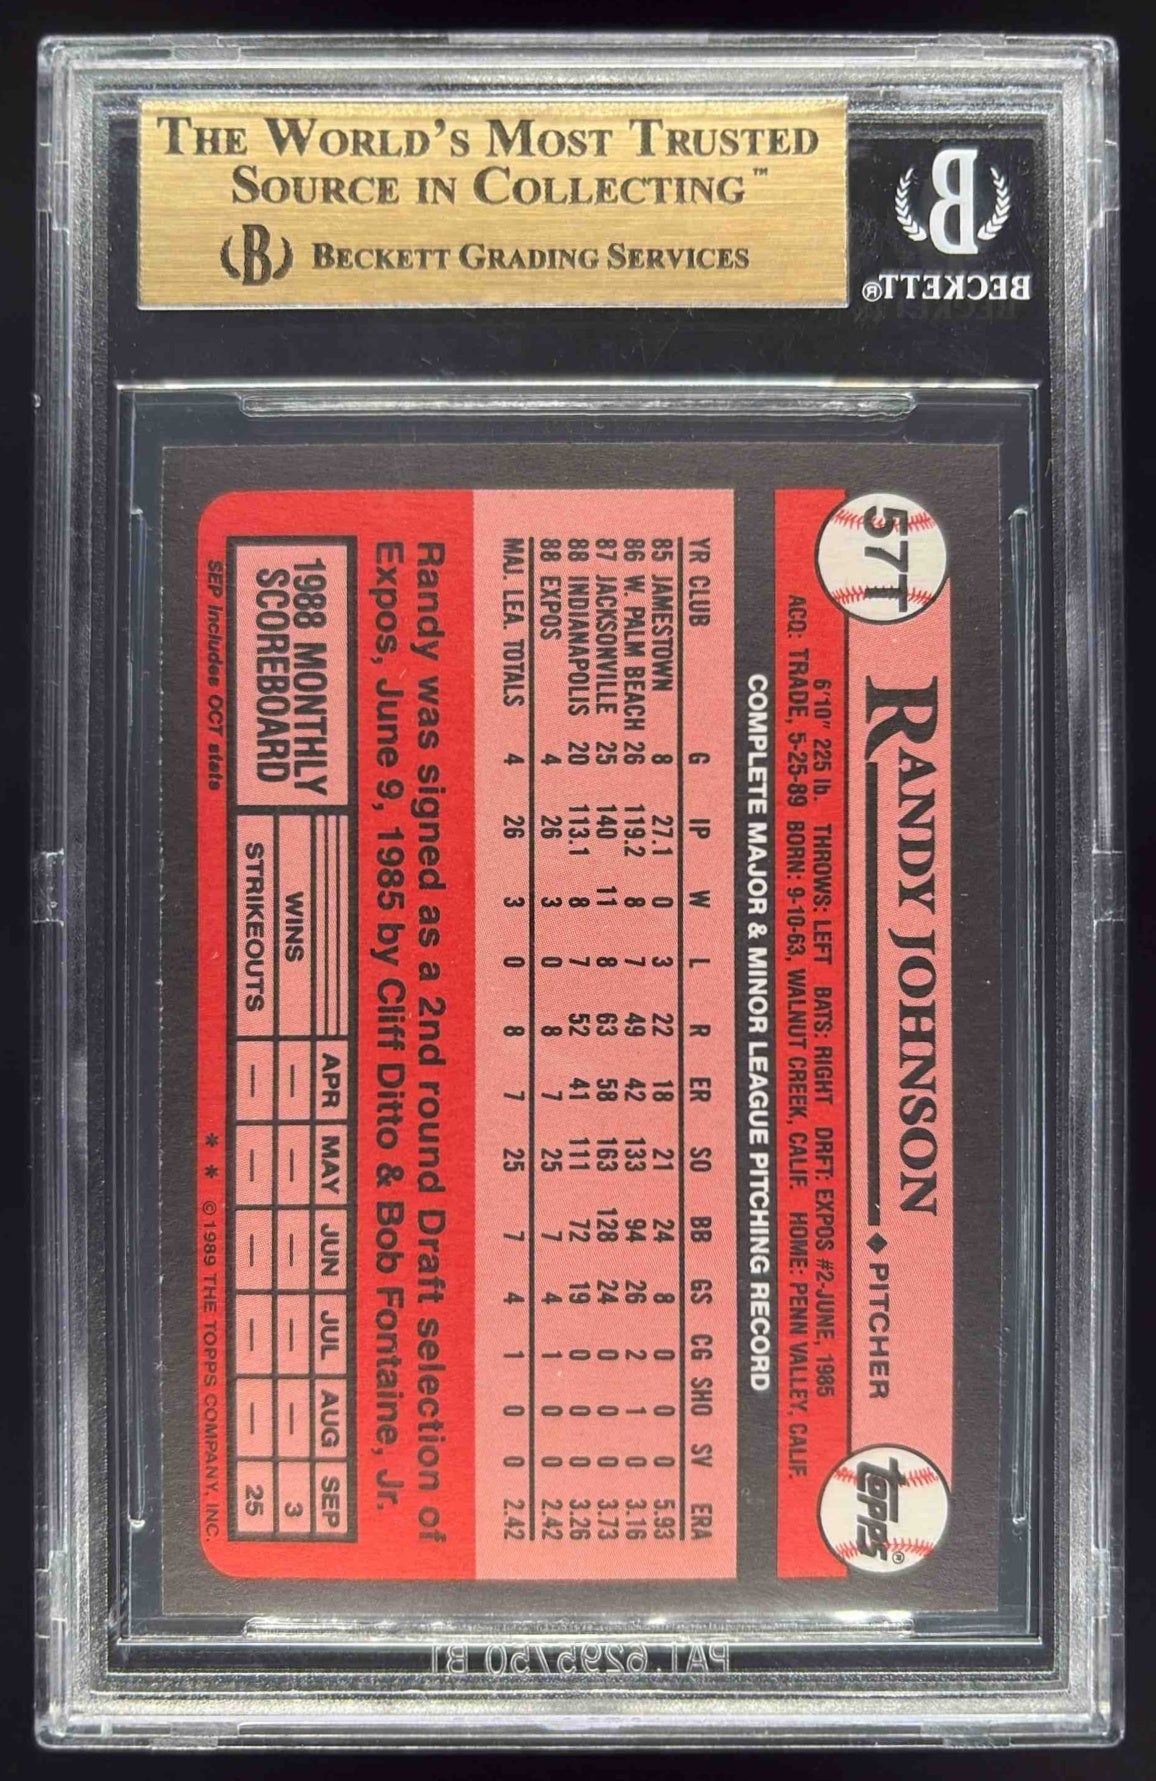 THE WORLD'S MOST TRUSTED
SOURCE IN COLLECTING™
B BECKETT GRADING SERVICES
B
BECKETT®
57T
RANDY JOHNSON ◆ PITCHER
topps®
6'10" 225 lb. THROWS: LEFT BATS: RIGHT DRFT: EXPOS #2-JUNE, 1985
ACQ: TRADE, 5-25-89 BORN: 9-10-63, WALNUT CREEK, CALIF. HOME: PENN VALLEY, CALIF.
COMPLETE MAJOR & MINOR LEAGUE PITCHING RECORD
YR CLUB G IP W L R ER SO BB GS CG SHO SV ERA
85 JAMESTOWN 8 27.1 0 3 22 18 21 24 8 0 0 0 5.93
86 W. PALM BEACH 26 119.2 8 7 49 42 133 94 26 2 1 0 3.16
87 JACKSONVILLE 25 140 11 8 63 58 163 128 24 0 0 0 3.73
88 INDIANAPOLIS 20 113.1 8 7 52 41 111 72 19 0 0 0 3.26
88 EXPOS 4 26 3 0 8 7 25 7 4 1 0 0 2.42
MAJ. LEA. TOTALS 4 26 3 0 8 7 25 7 4 1 0 0 2.42
Randy was signed as a 2nd round Draft selection of
Expos, June 9, 1985 by Cliff Ditto & Bob Fontaine, Jr.
1988 MONTHLY
SCOREBOARD
APR MAY JUN JUL AUG SEP
WINS — — — — — 3
STRIKEOUTS — — — — — 25
SEP includes OCT stats
* * © 1989 THE TOPPS COMPANY, INC.
PAT. 6295750 B1